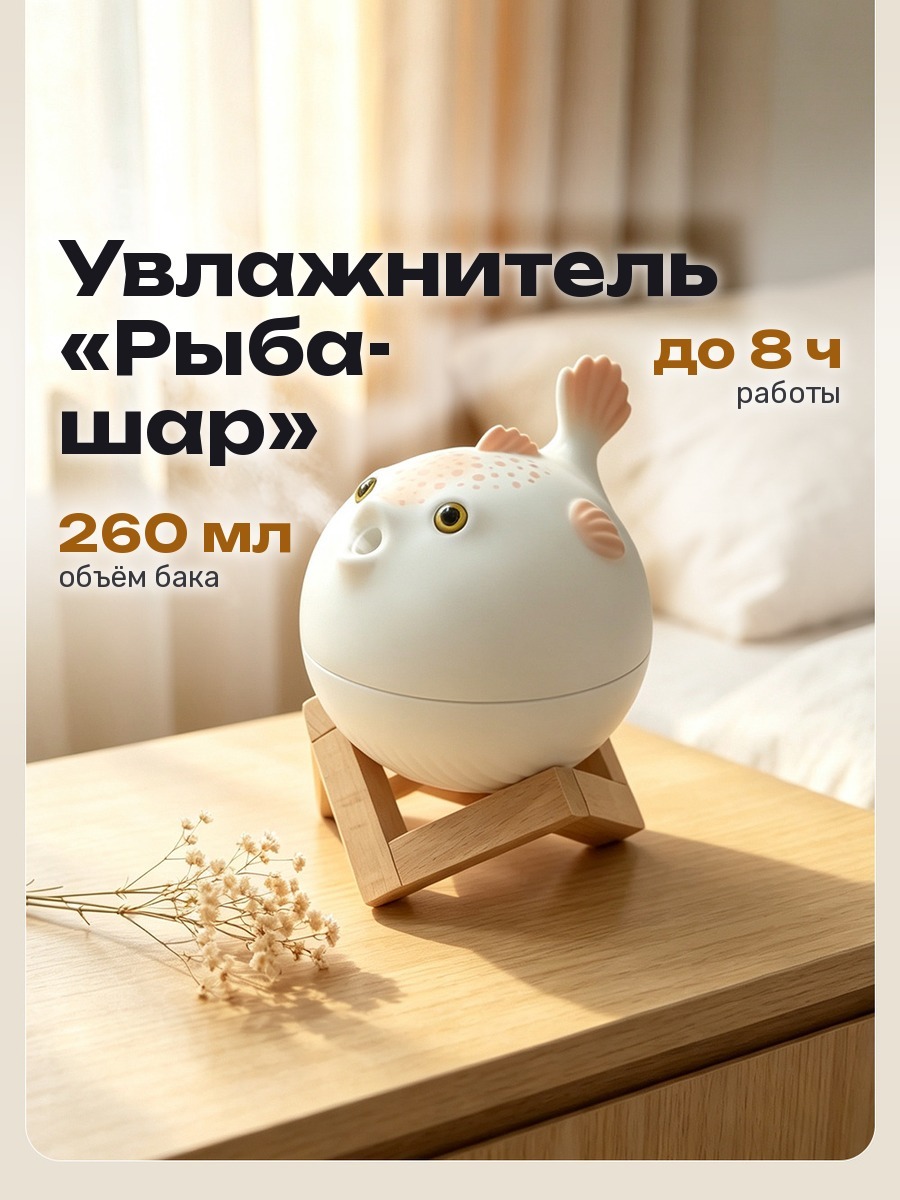 Увлажнитель
«Рыба-
шар»
до 8 ч
работы
260 мл
объём бака